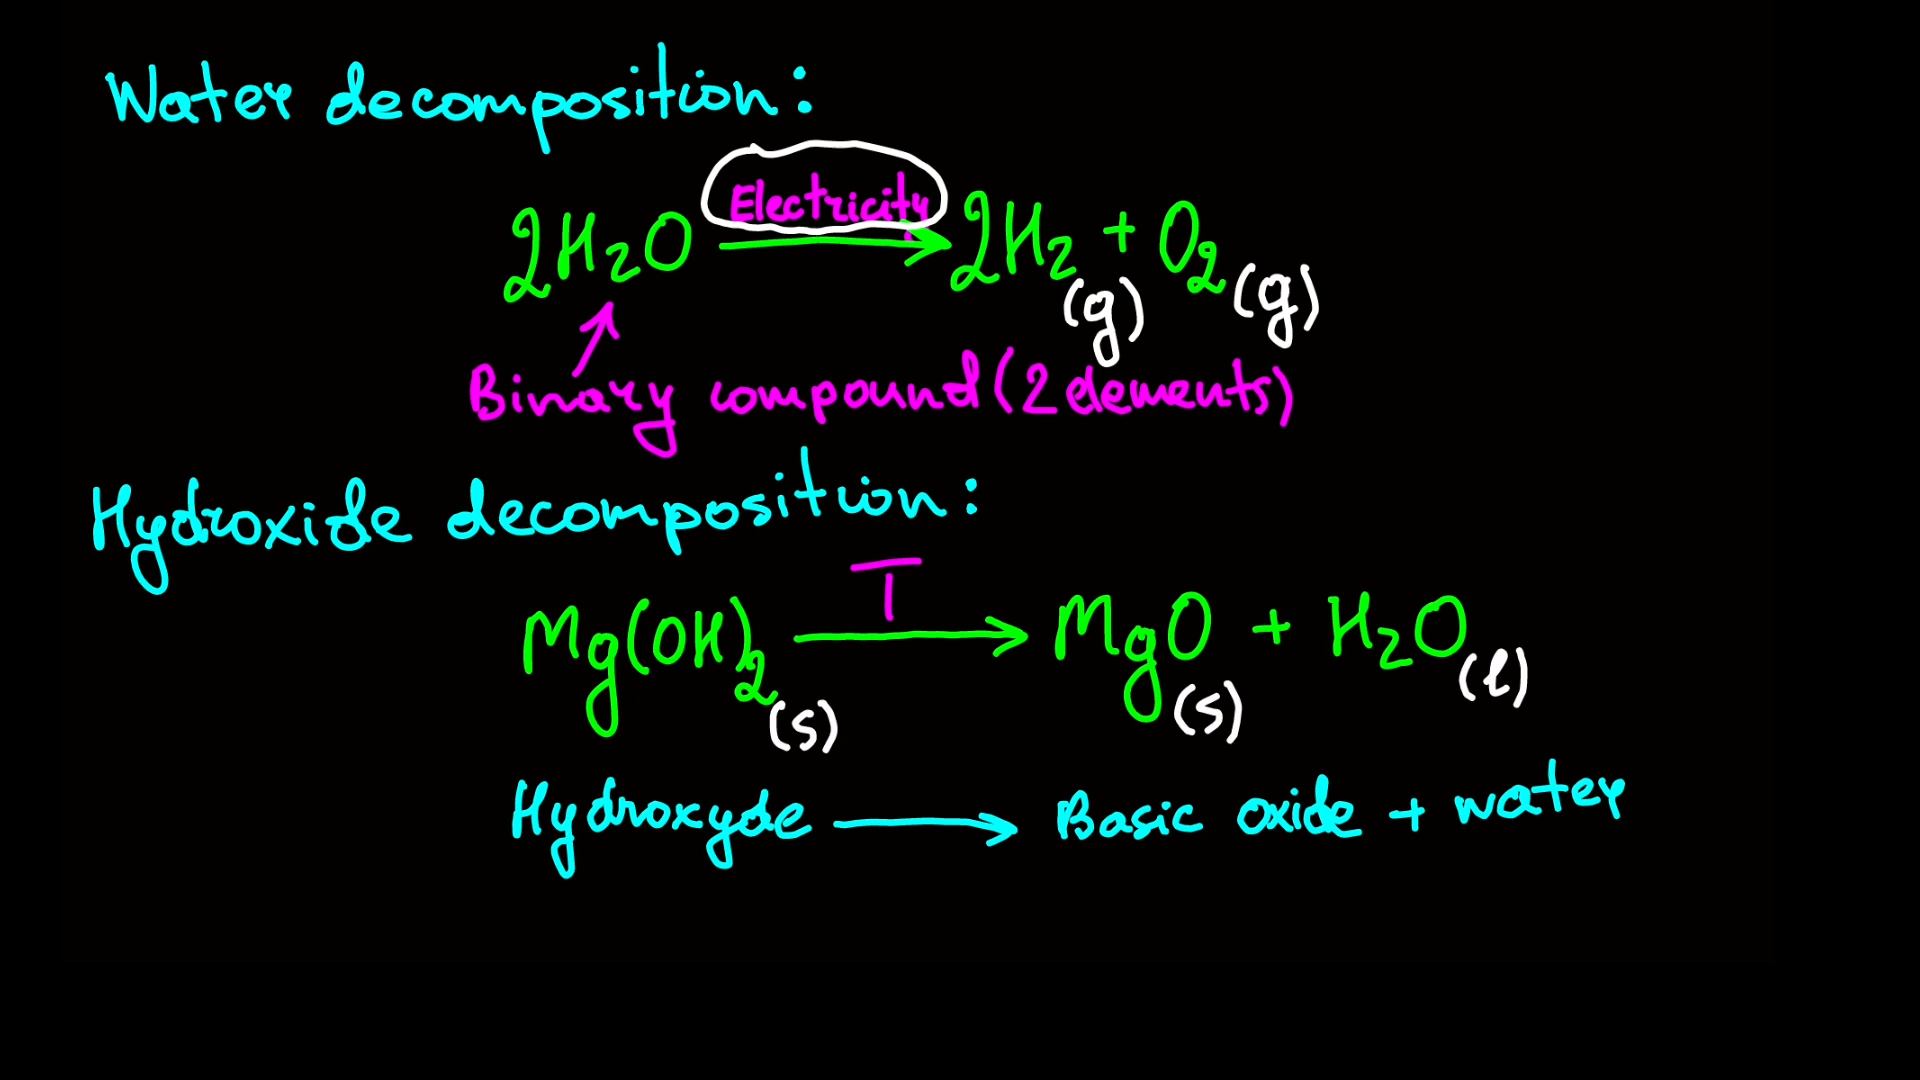 Water decomposition:
Electricity
2H₂O → 2H₂(g) + O₂(g)
Binary compound (2 elements)
Hydroxide decomposition:
T
Mg(OH)₂(s) → MgO(s) + H₂O(l)
Hydroxyde → Basic oxide + water